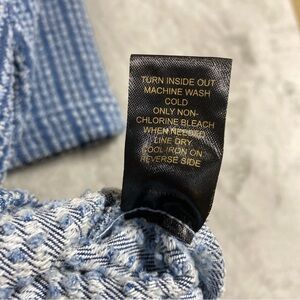 TURN INSIDE OUT
MACHINE WASH
COLD
ONLY NON-
CHLORINE BLEACH
WHEN NEEDED
LINE DRY
COOL IRON ON
REVERSE SIDE